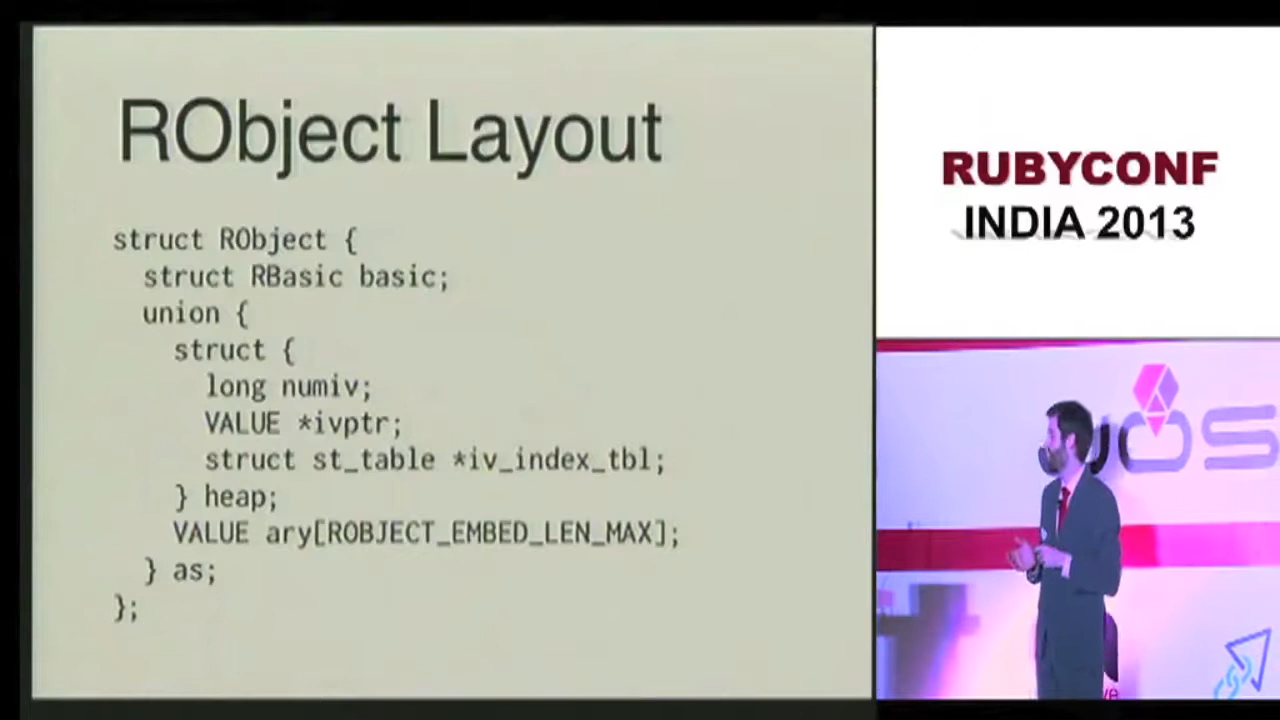 RObject Layout
struct RObject {
struct RBasic basic;
union {
struct {
long numiv;
VALUE *ivptr;
struct st_table *iv_index_tbl;
} heap;
VALUE ary[ROBJECT_EMBED_LEN_MAX];
} as;
};
RUBYCONF
INDIA 2013